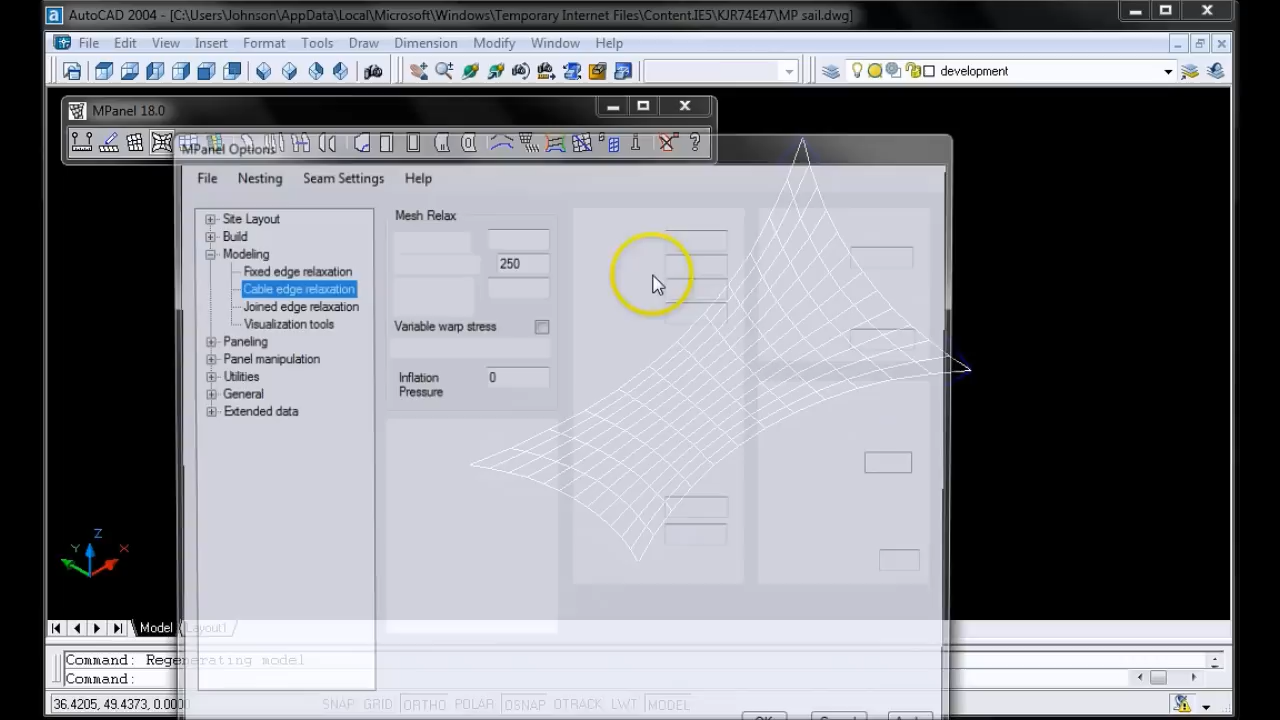 AutoCAD 2004 - [C:\Users\Johnson\AppData\Local\Microsoft\Windows\Temporary Internet Files\Content.IE5\KJR74E47\MP sail.dwg]
File Edit View Insert Format Tools Draw Dimension Modify Window Help
development
MPanel 18.0
MPanel Options
File Nesting Seam Settings Help
Site Layout
Build
Modeling
Fixed edge relaxation
Cable edge relaxation
Joined edge relaxation
Visualization tools
Paneling
Panel manipulation
Utilities
General
Extended data
Mesh Relax
250
Variable warp stress
Inflation 0
Pressure
Z
Y X
Model Layout1
Command: Regenerating model
Command:
36.4205, 49.4373, 0.0000 SNAP GRID ORTHO POLAR OSNAP OTRACK LWT MODEL